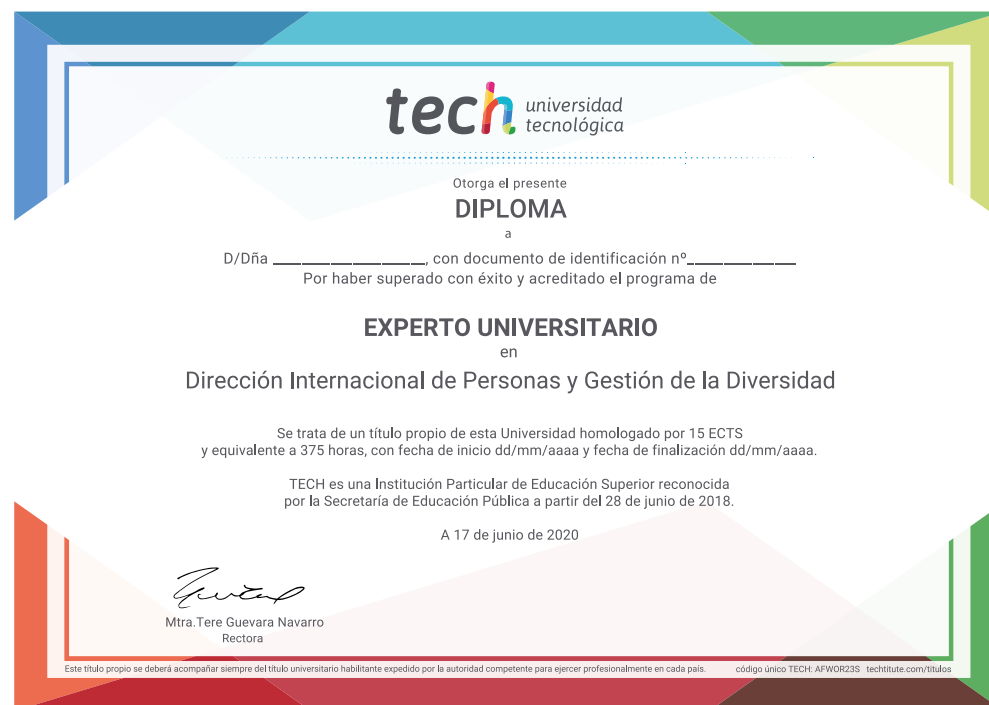 tech universidad
tecnológica
Otorga el presente
DIPLOMA
a
D/Dña ____________________, con documento de identificación nº______________
Por haber superado con éxito y acreditado el programa de
EXPERTO UNIVERSITARIO
en
Dirección Internacional de Personas y Gestión de la Diversidad
Se trata de un título propio de esta Universidad homologado por 15 ECTS
y equivalente a 375 horas, con fecha de inicio dd/mm/aaaa y fecha de finalización dd/mm/aaaa.
TECH es una Institución Particular de Educación Superior reconocida
por la Secretaría de Educación Pública a partir del 28 de junio de 2018.
A 17 de junio de 2020
Mtra.Tere Guevara Navarro
Rectora
Este título propio se deberá acompañar siempre del título universitario habilitante expedido por la autoridad competente para ejercer profesionalmente en cada país. código único TECH: AFWOR23S techtitute.com/titulos